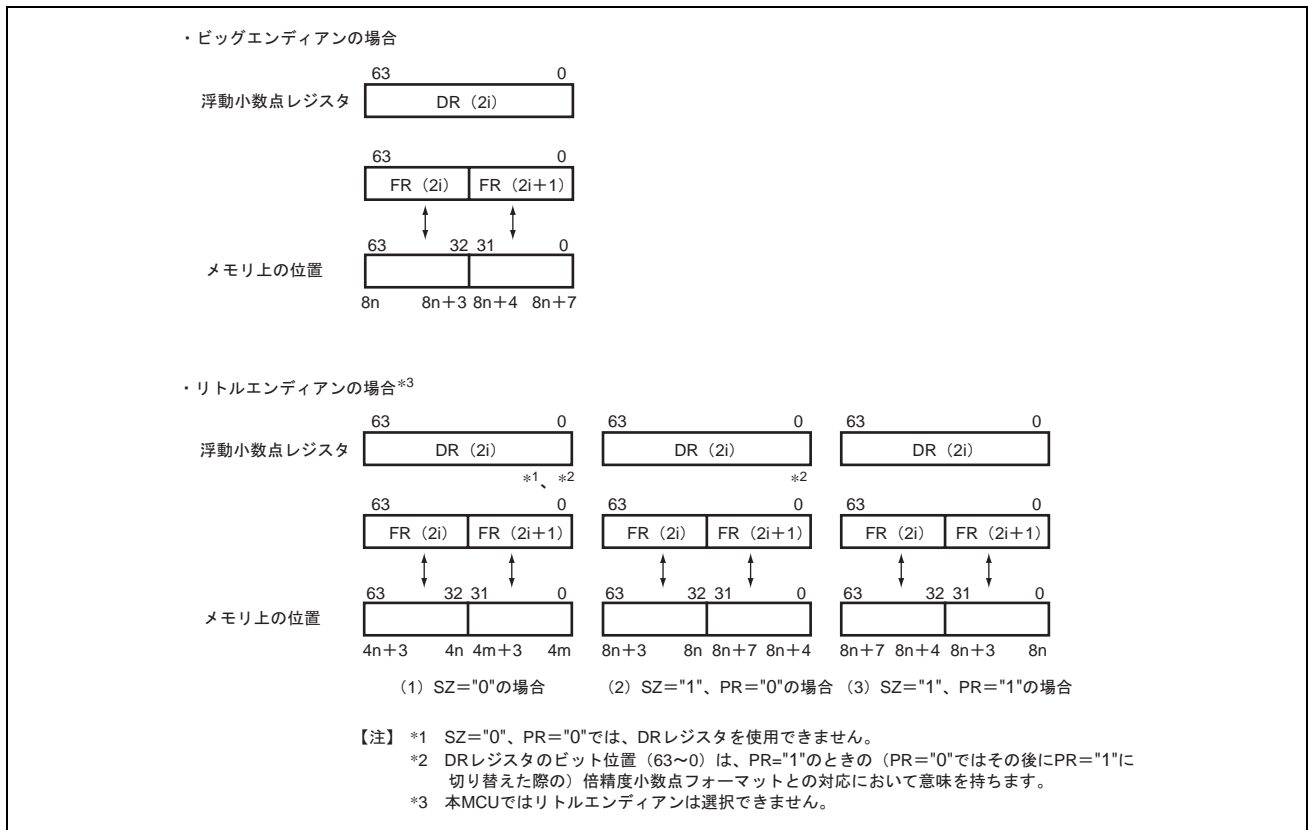 ・ビッグエンディアンの場合
63 0
浮動小数点レジスタ DR（2i）
63 0
FR（2i） FR（2i＋1）
63 32 31 0
メモリ上の位置
8n 8n＋3 8n＋4 8n＋7
・リトルエンディアンの場合*3
63 0 63 0 63 0
浮動小数点レジスタ DR（2i） DR（2i） DR（2i）
*1、*2 *2
63 0 63 0 63 0
FR（2i） FR（2i＋1） FR（2i） FR（2i＋1） FR（2i） FR（2i＋1）
63 32 31 0 63 32 31 0 63 32 31 0
メモリ上の位置
4n＋3 4n 4m＋3 4m 8n＋3 8n 8n＋7 8n＋4 8n＋7 8n＋4 8n＋3 8n
（1）SZ＝"0"の場合 （2）SZ＝"1"、PR＝"0"の場合 （3）SZ＝"1"、PR＝"1"の場合
【注】 *1 SZ＝"0"、PR＝"0"では、DRレジスタを使用できません。
*2 DRレジスタのビット位置（63～0）は、PR="1"のときの（PR＝"0"ではその後にPR＝"1"に
切り替えた際の）倍精度小数点フォーマットとの対応において意味を持ちます。
*3 本MCUではリトルエンディアンは選択できません。